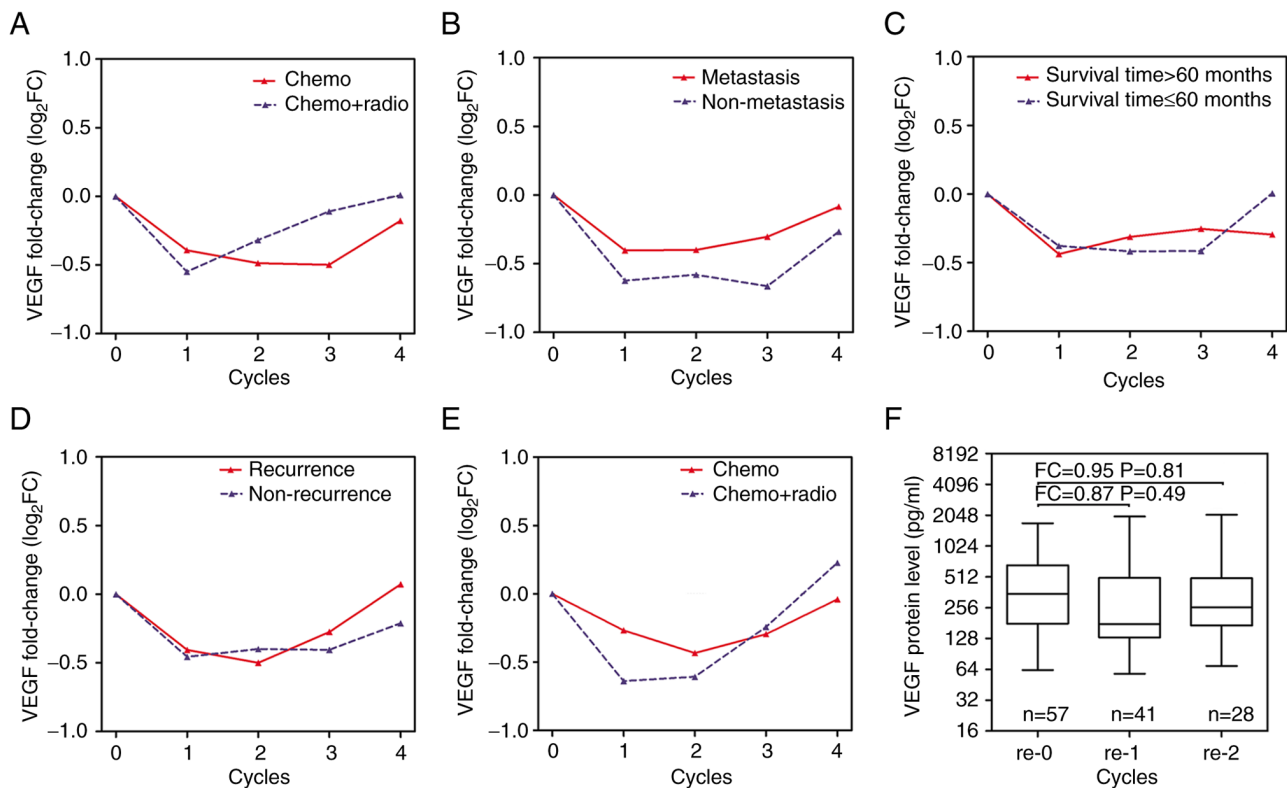 A
VEGF fold-change (log2FC)
1.0
0.5
0.0
−0.5
−1.0
Chemo
Chemo+radio
0 1 2 3 4
Cycles
B
VEGF fold-change (log2FC)
1.0
0.5
0.0
−0.5
−1.0
Metastasis
Non-metastasis
0 1 2 3 4
Cycles
C
VEGF fold-change (log2FC)
1.0
0.5
0.0
−0.5
−1.0
Survival time>60 months
Survival time≤60 months
0 1 2 3 4
Cycles
D
VEGF fold-change (log2FC)
1.0
0.5
0.0
−0.5
−1.0
Recurrence
Non-recurrence
0 1 2 3 4
Cycles
E
VEGF fold-change (log2FC)
1.0
0.5
0.0
−0.5
−1.0
Chemo
Chemo+radio
0 1 2 3 4
Cycles
F
VEGF protein level (pg/ml)
8192
4096
2048
1024
512
256
128
64
32
16
FC=0.95 P=0.81
FC=0.87 P=0.49
n=57 n=41 n=28
re-0 re-1 re-2
Cycles